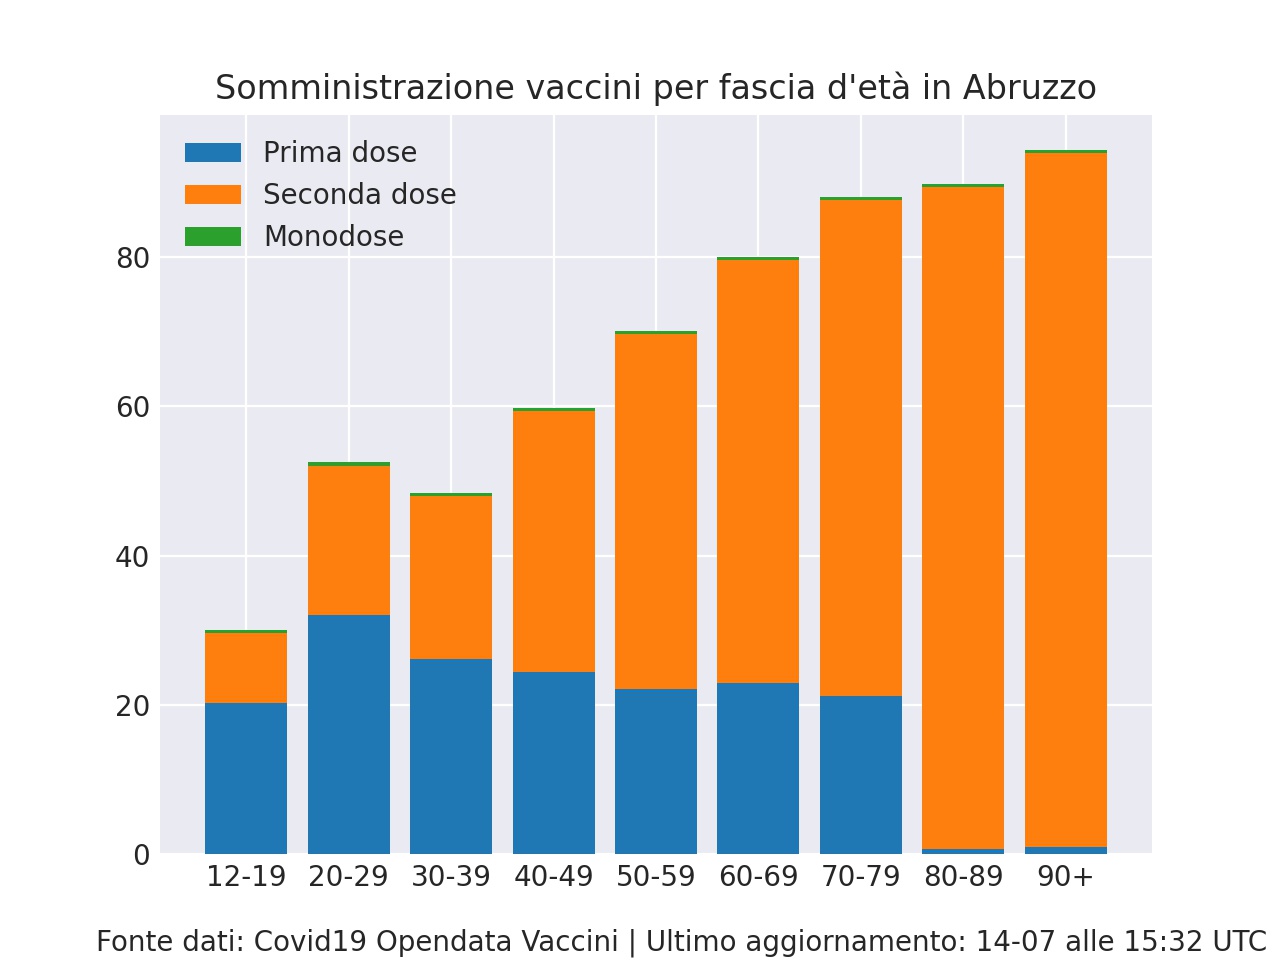 Somministrazione vaccini per fascia d'età in Abruzzo
Prima dose
Seconda dose
Monodose
80
60
40
20
0
12-19 20-29 30-39 40-49 50-59 60-69 70-79 80-89 90+
Fonte dati: Covid19 Opendata Vaccini | Ultimo aggiornamento: 14-07 alle 15:32 UTC